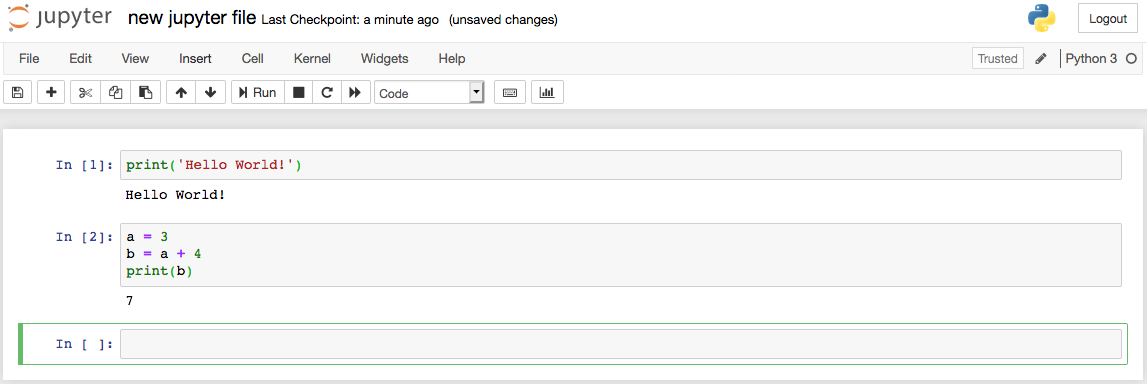 jupyter new jupyter file Last Checkpoint: a minute ago (unsaved changes) Logout
File Edit View Insert Cell Kernel Widgets Help Trusted Python 3
Run Code
In [1]: print('Hello World!')
Hello World!
In [2]: a = 3
b = a + 4
print(b)
7
In [ ]: